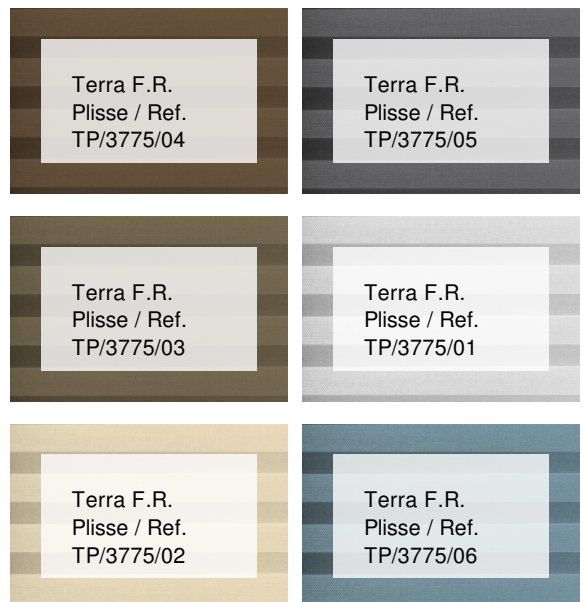 Terra F.R.
Plisse / Ref.
TP/3775/04
Terra F.R.
Plisse / Ref.
TP/3775/05
Terra F.R.
Plisse / Ref.
TP/3775/03
Terra F.R.
Plisse / Ref.
TP/3775/01
Terra F.R.
Plisse / Ref.
TP/3775/02
Terra F.R.
Plisse / Ref.
TP/3775/06